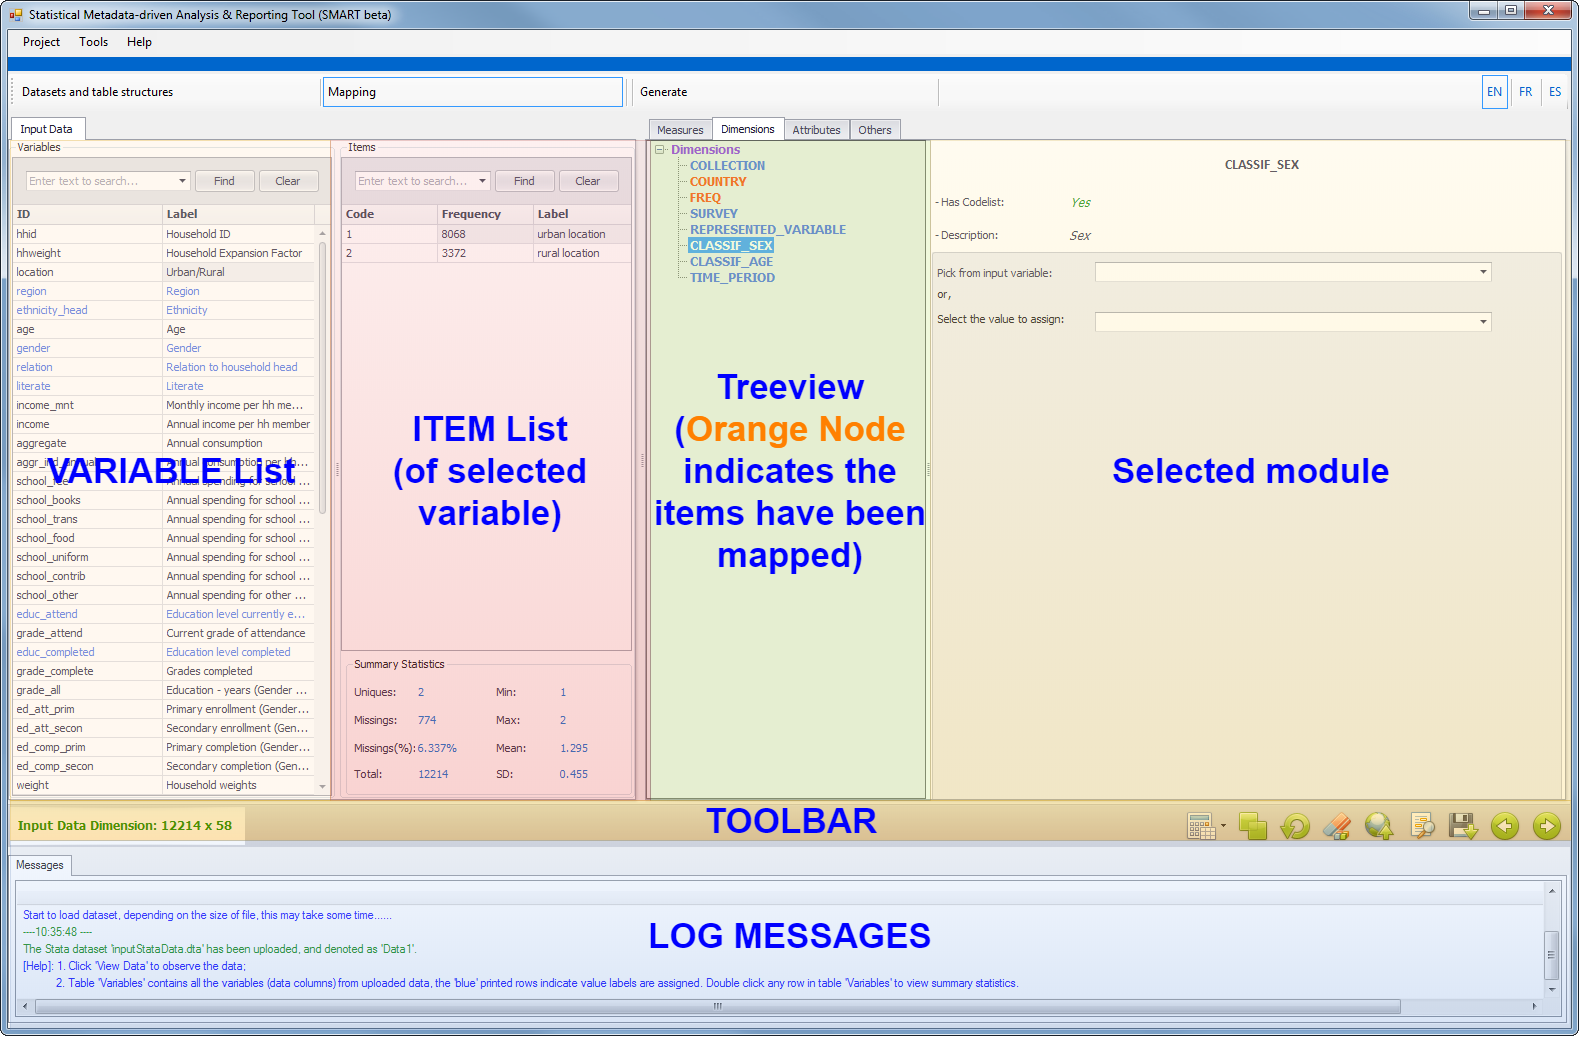 Statistical Metadata-driven Analysis & Reporting Tool (SMART beta)
Project Tools Help
Datasets and table structures
Mapping
Generate
EN FR ES
Input Data
Variables
Enter text to search... Find Clear
ID Label
hhid Household ID
hhweight Household Expansion Factor
location Urban/Rural
region Region
ethnicity_head Ethnicity
age Age
gender Gender
relation Relation to household head
literate Literate
income_mnt Monthly income per hh me...
income Annual income per hh member
aggregate Annual consumption
aggr_ind_annual Annual consumption per hh...
school_fee Annual spending for school ...
school_books Annual spending for school ...
school_trans Annual spending for school ...
school_food Annual spending for school ...
school_uniform Annual spending for school ...
school_contrib Annual spending for school ...
school_other Annual spending for other ...
educ_attend Education level currently e...
grade_attend Current grade of attendance
educ_completed Education level completed
grade_complete Grades completed
grade_all Education - years (Gender ...
ed_att_prim Primary enrollment (Gender...
ed_att_secon Secondary enrollment (Gen...
ed_comp_prim Primary completion (Gender...
ed_comp_secon Secondary completion (Gen...
weight Household weights
VARIABLE List
Items
Enter text to search... Find Clear
Code Frequency Label
1 8068 urban location
2 3372 rural location
ITEM List
(of selected
variable)
Summary Statistics
Uniques: 2 Min: 1
Missings: 774 Max: 2
Missings(%): 6.337% Mean: 1.295
Total: 12214 SD: 0.455
Measures Dimensions Attributes Others
Dimensions
COLLECTION
COUNTRY
FREQ
SURVEY
REPRESENTED_VARIABLE
CLASSIF_SEX
CLASSIF_AGE
TIME_PERIOD
Treeview
(Orange Node
indicates the
items have been
mapped)
CLASSIF_SEX
- Has Codelist: Yes
- Description: Sex
Pick from input variable:
or,
Select the value to assign:
Selected module
Input Data Dimension: 12214 x 58
TOOLBAR
Messages
Start to load dataset, depending on the size of file, this may take some time......
----10:35:48 ----
The Stata dataset 'inputStataData.dta' has been uploaded, and denoted as 'Data1'.
[Help]: 1. Click 'View Data' to observe the data;
2. Table 'Variables' contains all the variables (data columns) from uploaded data, the 'blue' printed rows indicate value labels are assigned. Double click any row in table 'Variables' to view summary statistics.
LOG MESSAGES